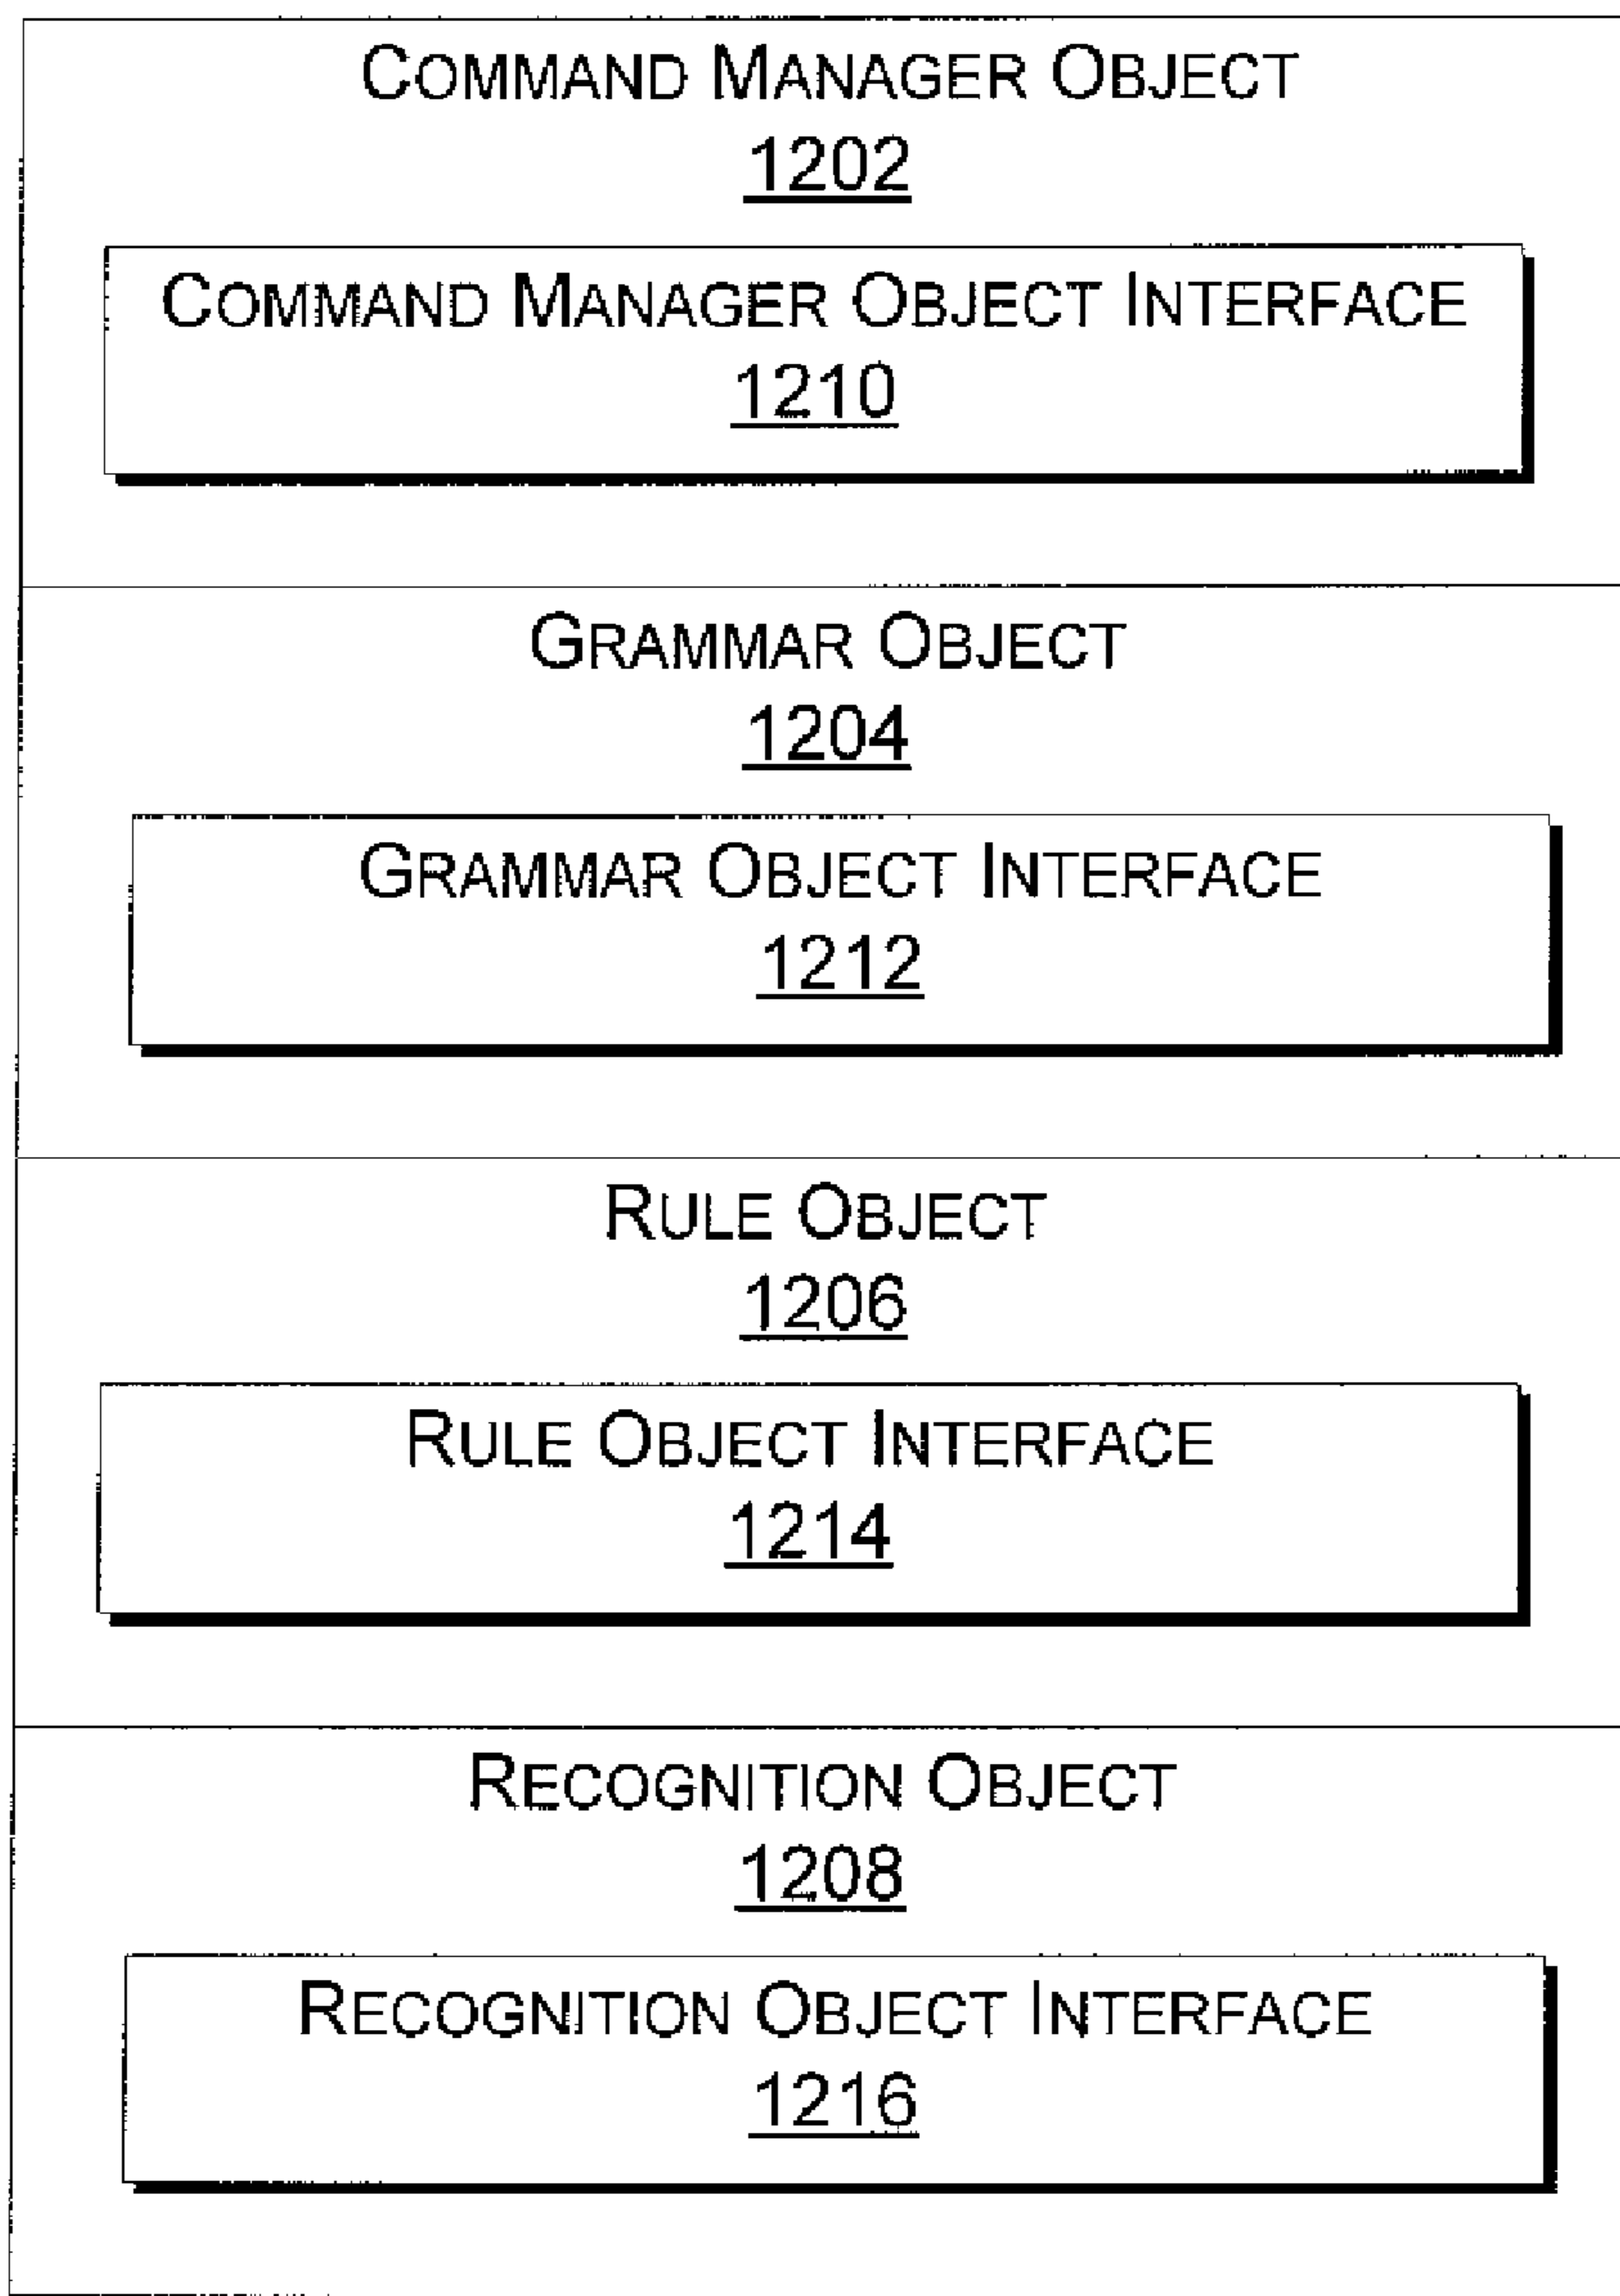 COMMAND MANAGER OBJECT
1202
COMMAND MANAGER OBJECT INTERFACE
1210
GRAMMAR OBJECT
1204
GRAMMAR OBJECT INTERFACE
1212
RULE OBJECT
1206
RULE OBJECT INTERFACE
1214
RECOGNITION OBJECT
1208
RECOGNITION OBJECT INTERFACE
1216